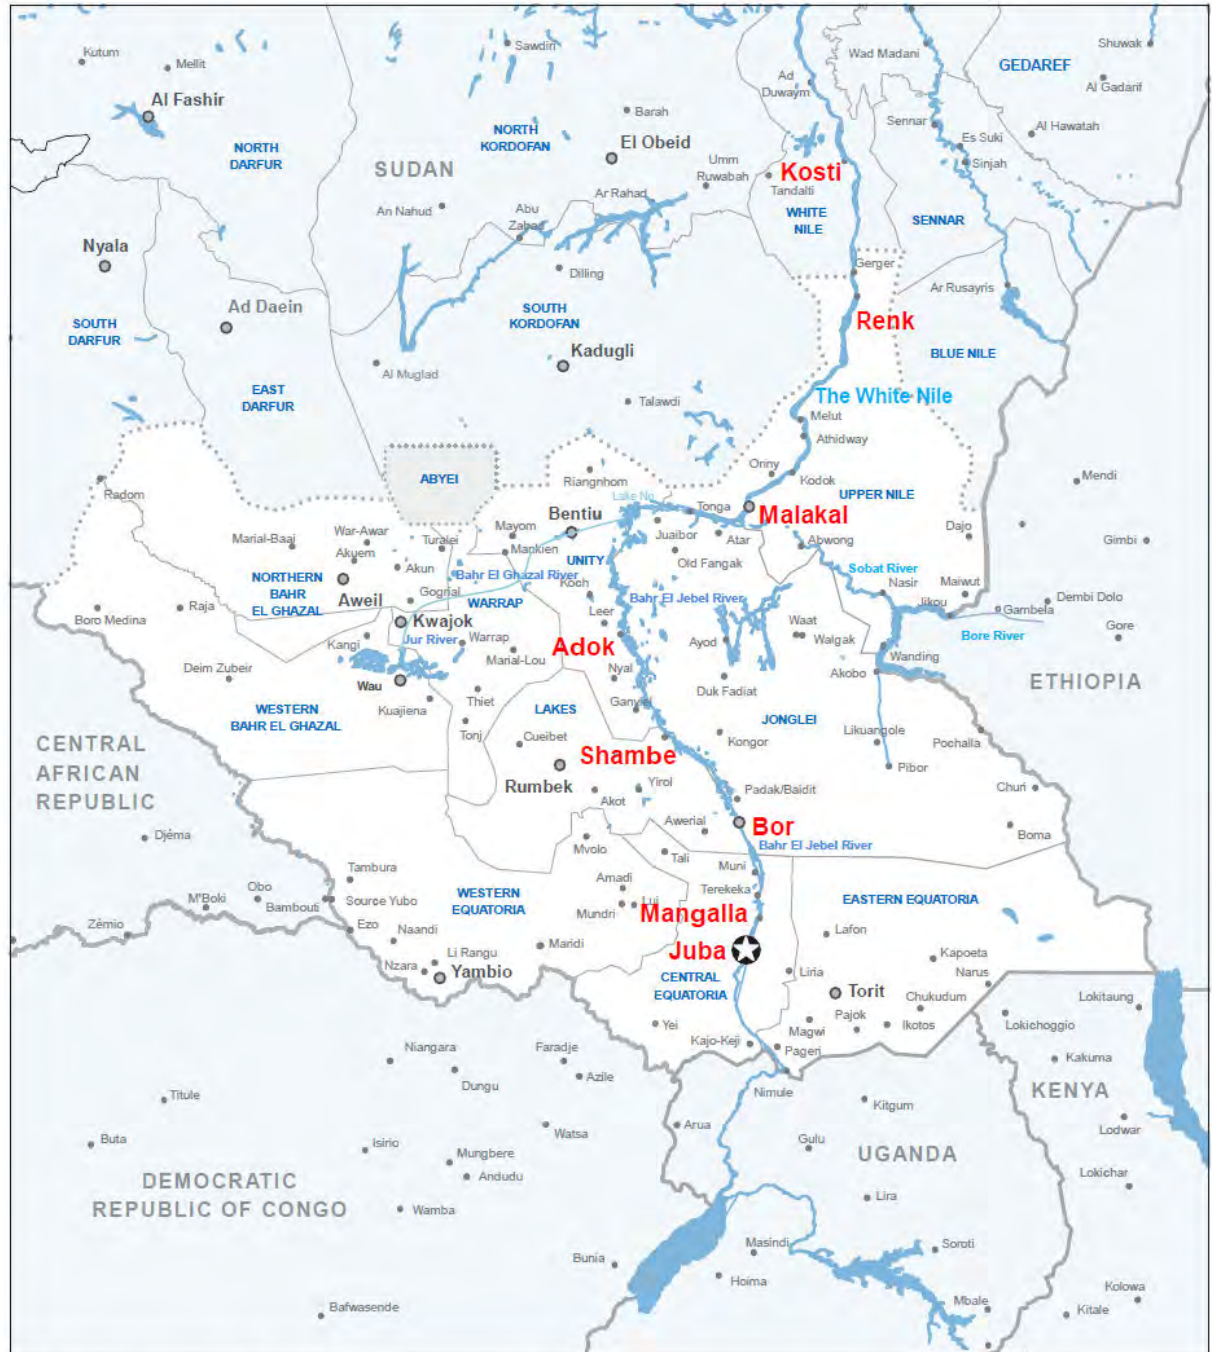 Kutum
Mellit
Al Fashir
NORTH
DARFUR
Sawdiri
NORTH
KORDOFAN
Barah
El Obeid
Umm
Ruwabah
Ar Rahad
SUDAN
An Nahud
Abu
Zabad
Ad
Duwaym
Wad Madani
Shuwak
GEDAREF
Al Gadarif
Sennar
Es Suki
Al Hawatah
Sinjah
Kosti
Tandalti
WHITE
NILE
SENNAR
Nyala
Dilling
Gerger
Ar Rusayris
Ad Daein
SOUTH
DARFUR
SOUTH
KORDOFAN
Renk
Kadugli
BLUE NILE
Al Muglad
EAST
DARFUR
Talawdi
The White Nile
Melut
Athidway
Radom
ABYEI
Riangnhom
Oriny
Kodok
UPPER NILE
Mendi
Lake No
Tonga
Malakal
Bentiu
Mayom
Mankien
Juaibor
Atar
Dajo
Abwong
Gimbi
War-Awar
Marial-Baai
Akuem
Turalei
Akun
UNITY
Old Fangak
Sobat River
NORTHERN
BAHR
EL GHAZAL
Aweil
Bahr El Ghazal River
Koch
Nasir
Maiwut
Gogrial
WARRAP
Bahr El Jebel River
Jikou
Gambela
Dembi Dolo
Boro Medina
Raja
Kwajok
Leer
Waat
Walgak
Bore River
Gore
Kangi
Jur River
Warrap
Adok
Ayod
Wanding
Marial-Lou
Deim Zubeir
Wau
Nyal
Duk Fadiat
Akobo
ETHIOPIA
Kuajiena
Thiet
Ganyiel
WESTERN
BAHR EL GHAZAL
LAKES
JONGLEI
Tonj
Cueibet
Kongor
Likuangole
Pochalla
CENTRAL
AFRICAN
REPUBLIC
Shambe
Pibor
Rumbek
Yirol
Churi
Akot
Padak/Baidit
Awerial
Bor
Boma
Djéma
Mvolo
Tali
Bahr El Jebel River
Muni
Tambura
Amadi
Terekeka
Obo
M'Boki
Bambouti
Source Yubo
WESTERN
EQUATORIA
Mundri
Lui
EASTERN EQUATORIA
Mangalla
Zémio
Ezo
Naandi
Lafon
Li Rangu
Maridi
Juba
Kapoeta
Nzara
Yambio
Liria
Narus
CENTRAL
EQUATORIA
Torit
Chukudum
Lokitaung
Yei
Magwi
Pajok
Ikotos
Lokichoggio
Kajo-Keji
Pageri
Niangara
Faradje
Kakuma
Dungu
Azile
Nimule
KENYA
Titule
Kitgum
Watsa
Arua
Lodwar
Buta
Isirio
Gulu
UGANDA
Mungbere
Andudu
Lokichar
DEMOCRATIC
REPUBLIC OF CONGO
Wamba
Lira
Bunia
Masindi
Soroti
Hoima
Kolowa
Bafwasende
Mbale
Kitale